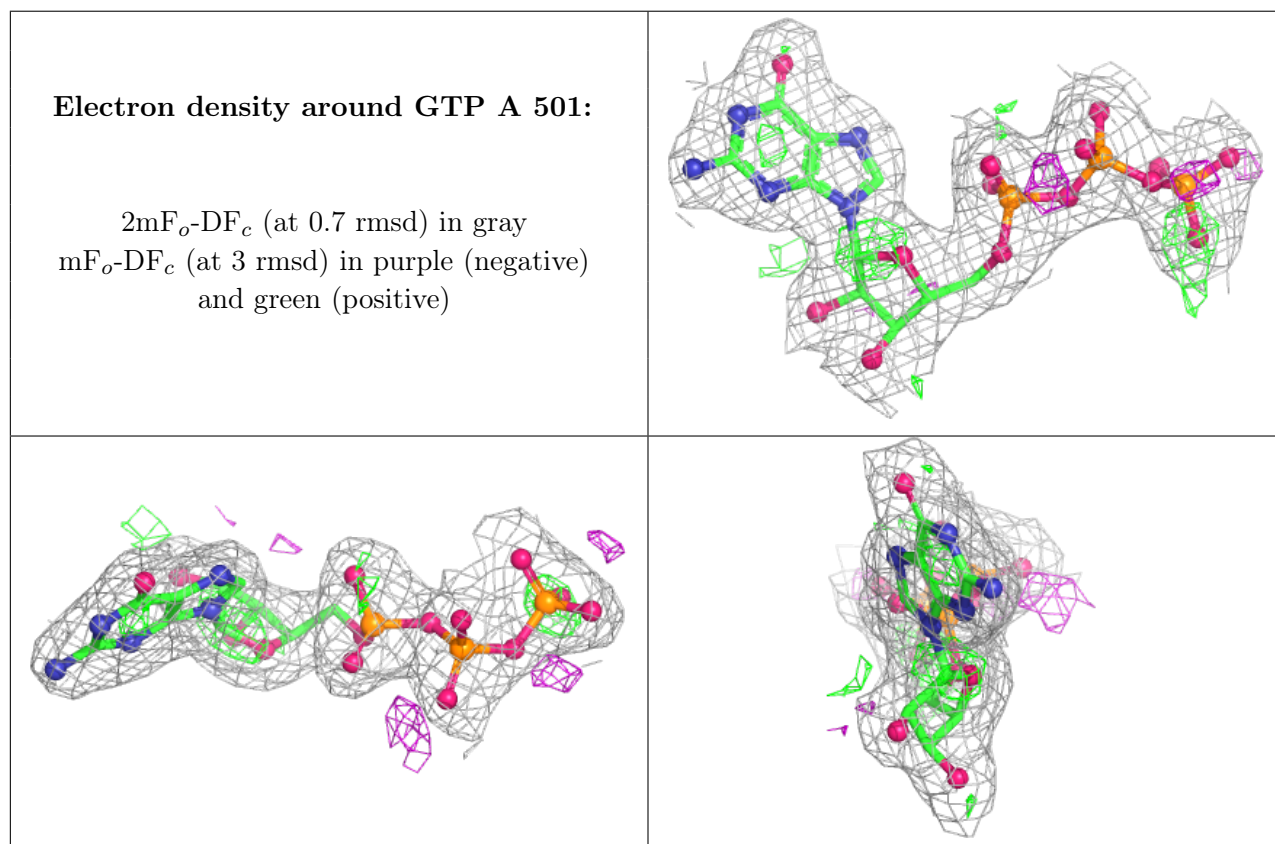 Electron density around GTP A 501:
2mFo-DFc (at 0.7 rmsd) in gray
mFo-DFc (at 3 rmsd) in purple (negative)
and green (positive)